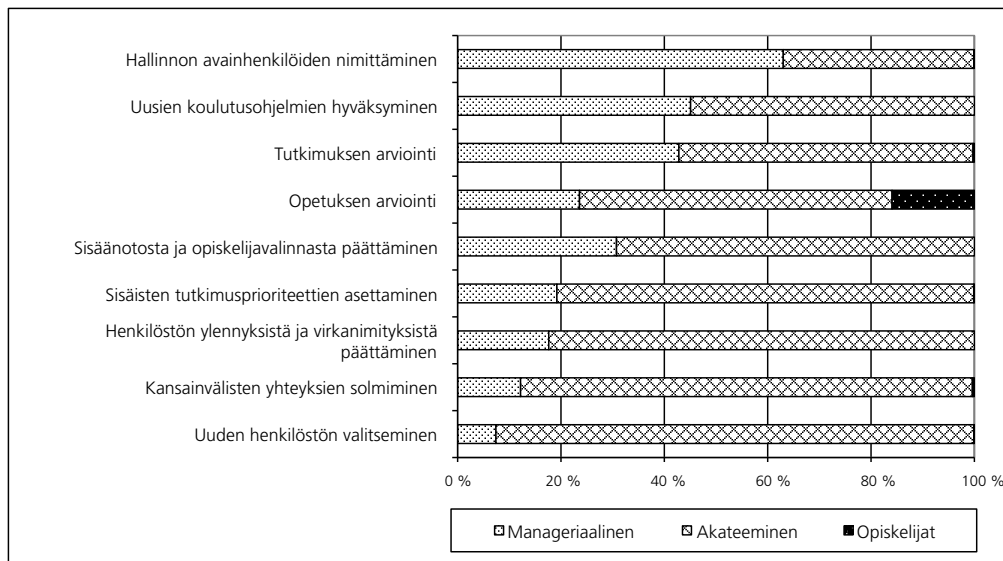 Hallinnon avainhenkilöiden nimittäminen
Uusien koulutusohjelmien hyväksyminen
Tutkimuksen arviointi
Opetuksen arviointi
Sisäänotosta ja opiskelijavalinnasta päättäminen
Sisäisten tutkimusprioriteettien asettaminen
Henkilöstön ylennyksistä ja virkanimityksistä
päättäminen
Kansainvälisten yhteyksien solmiminen
Uuden henkilöstön valitseminen
0 % 20 % 40 % 60 % 80 % 100 %
Manageriaalinen Akateeminen Opiskelijat